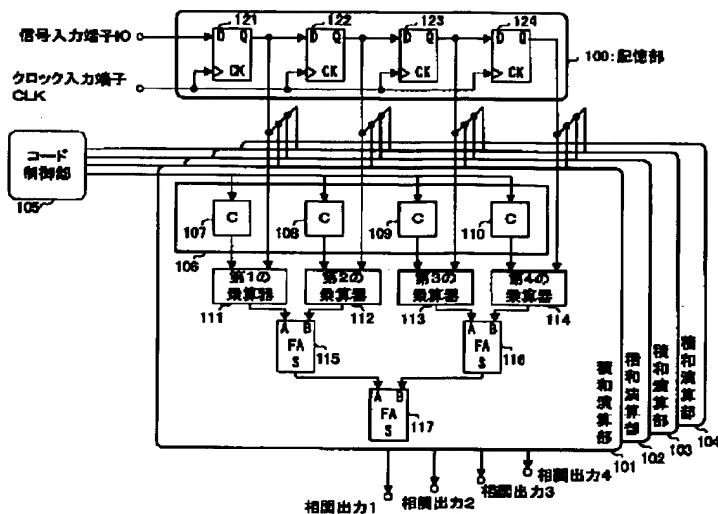 121
122
123
124
信号入力端子IO
D Q
D Q
D Q
D Q
CK
CK
CK
CK
クロック入力端子
CLK
100:記憶部
コード
制御部
105
C
C
C
C
107
108
109
110
106
第1の
乗算器
第2の
乗算器
第3の
乗算器
第4の
乗算器
111
112
113
114
A B
FA
S
115
A B
FA
S
116
A B
FA
S
117
積和演算部
積和演算部
積和演算部
積和演算部
101
102
103
104
相関出力1
相関出力2
相関出力3
相関出力4